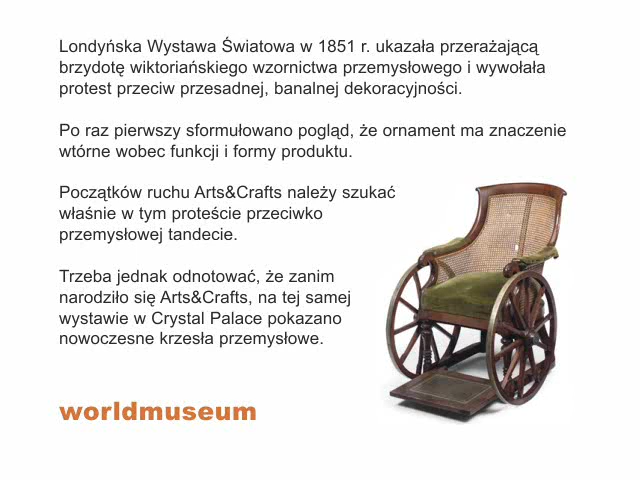 Londyńska Wystawa Światowa w 1851 r. ukazała przerażającą
brzydotę wiktoriańskiego wzornictwa przemysłowego i wywołała
protest przeciw przesadnej, banalnej dekoracyjności.
Po raz pierwszy sformułowano pogląd, że ornament ma znaczenie
wtórne wobec funkcji i formy produktu.
Początków ruchu Arts&Crafts należy szukać
właśnie w tym proteście przeciwko
przemysłowej tandecie.
Trzeba jednak odnotować, że zanim
narodziło się Arts&Crafts, na tej samej
wystawie w Crystal Palace pokazano
nowoczesne krzesła przemysłowe.
worldmuseum